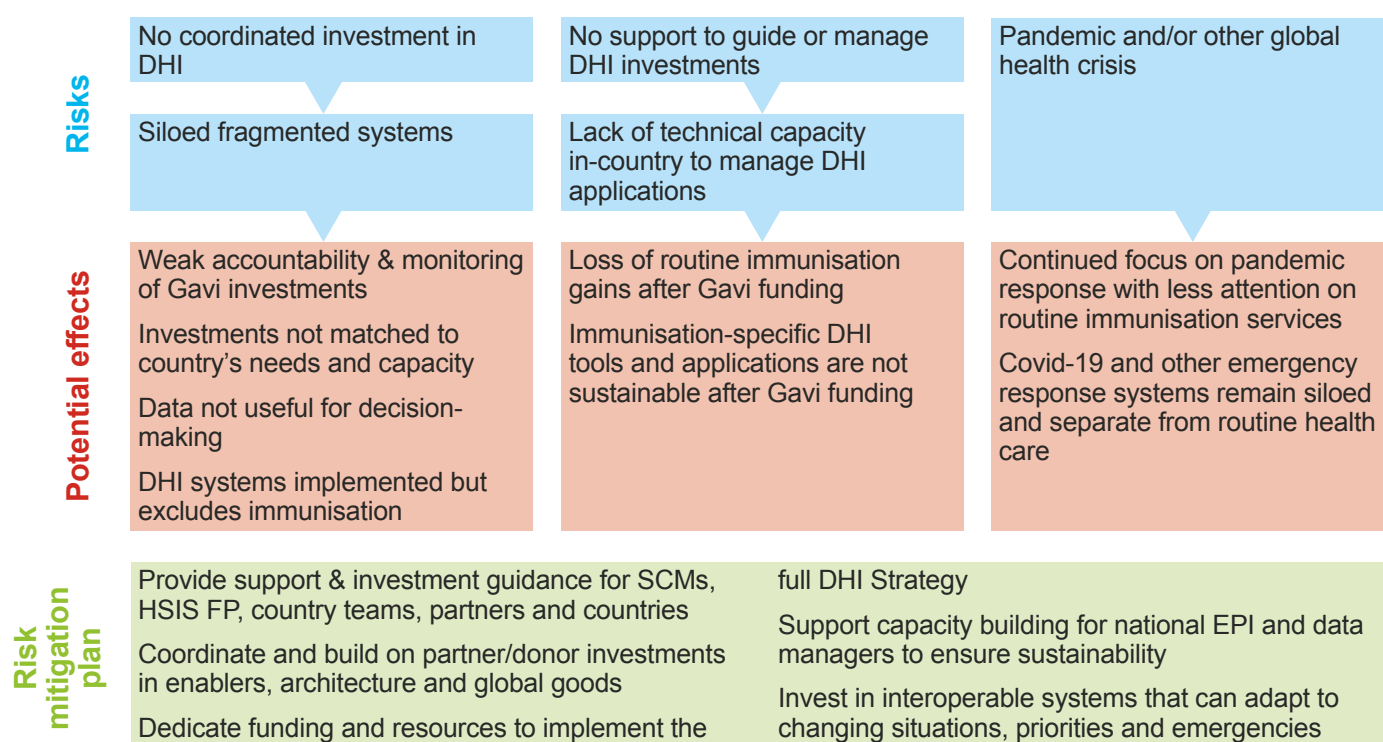 Risks
No coordinated investment in
DHI
Siloed fragmented systems
No support to guide or manage
DHI investments
Lack of technical capacity
in-country to manage DHI
applications
Pandemic and/or other global
health crisis
Potential effects
Weak accountability & monitoring
of Gavi investments
Investments not matched to
country’s needs and capacity
Data not useful for decision-
making
DHI systems implemented but
excludes immunisation
Loss of routine immunisation
gains after Gavi funding
Immunisation-specific DHI
tools and applications are not
sustainable after Gavi funding
Continued focus on pandemic
response with less attention on
routine immunisation services
Covid-19 and other emergency
response systems remain siloed
and separate from routine health
care
Risk
mitigation
plan
Provide support & investment guidance for SCMs,
HSIS FP, country teams, partners and countries
Coordinate and build on partner/donor investments
in enablers, architecture and global goods
Dedicate funding and resources to implement the
full DHI Strategy
Support capacity building for national EPI and data
managers to ensure sustainability
Invest in interoperable systems that can adapt to
changing situations, priorities and emergencies